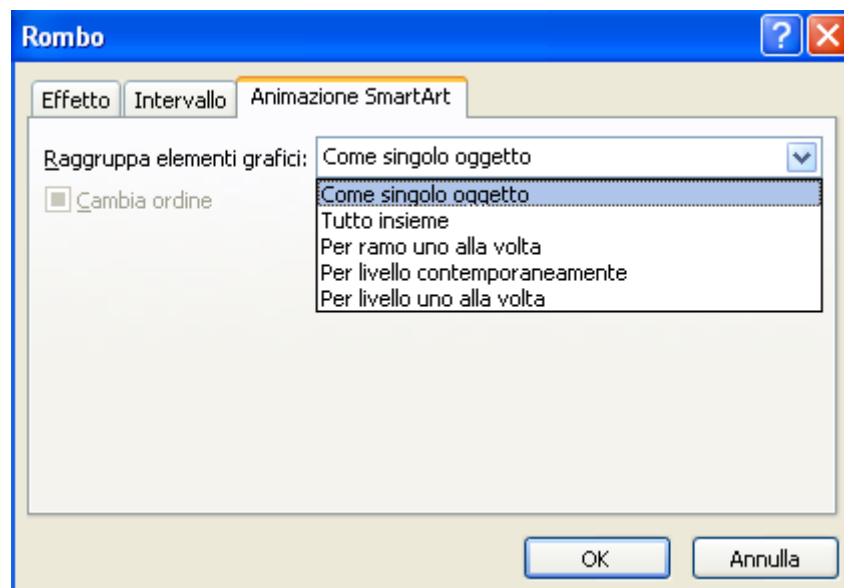 Rombo
Effetto Intervallo Animazione SmartArt
Raggruppa elementi grafici: Come singolo oggetto
Cambia ordine
Come singolo oggetto
Tutto insieme
Per ramo uno alla volta
Per livello contemporaneamente
Per livello uno alla volta
OK Annulla